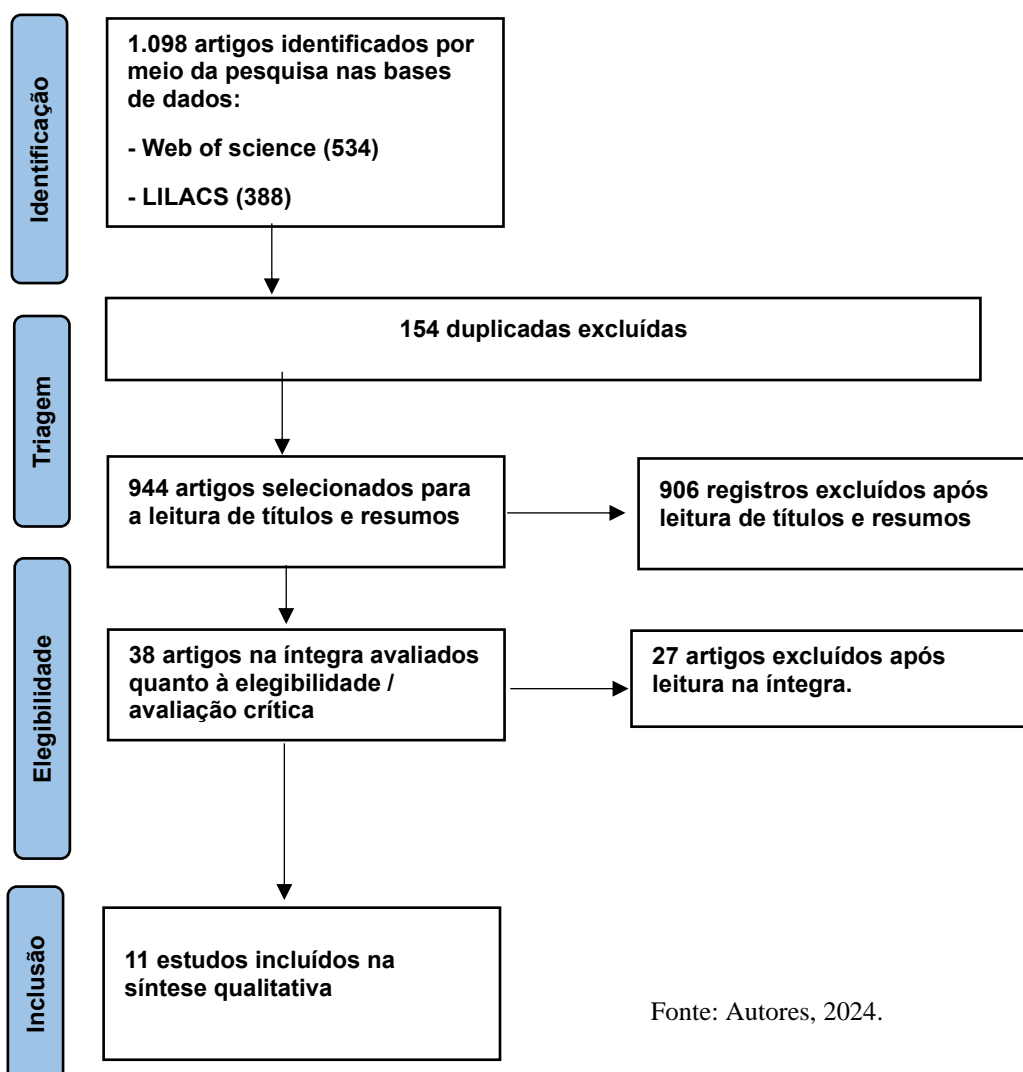 Identificação
1.098 artigos identificados por
meio da pesquisa nas bases
de dados:
- Web of science (534)
- LILACS (388)
Triagem
154 duplicadas excluídas
944 artigos selecionados para
a leitura de títulos e resumos
906 registros excluídos após
leitura de títulos e resumos
Elegibilidade
38 artigos na íntegra avaliados
quanto à elegibilidade /
avaliação crítica
27 artigos excluídos após
leitura na íntegra.
Inclusão
11 estudos incluídos na
síntese qualitativa
Fonte: Autores, 2024.